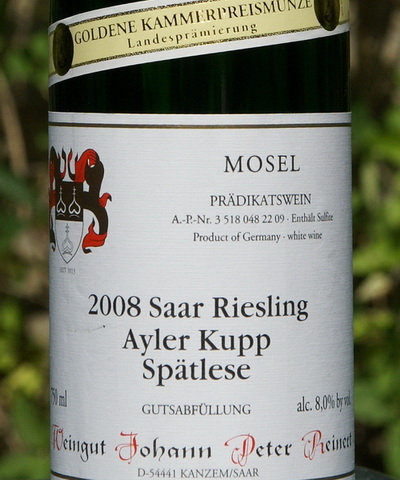 GOLDENE KAMMERPREISMÜNZE
Landesprämierung
MOSEL
PRÄDIKATSWEIN
A.-P.-Nr. 3 518 048 22 09 · Enthält Sulfite
Product of Germany · white wine
SEIT 1813
2008 Saar Riesling
Ayler Kupp
Spätlese
750 ml
GUTSABFÜLLUNG
alc. 8,0% by vol.
Weingut Johann Peter Reinert
D-54441 KANZEM/SAAR